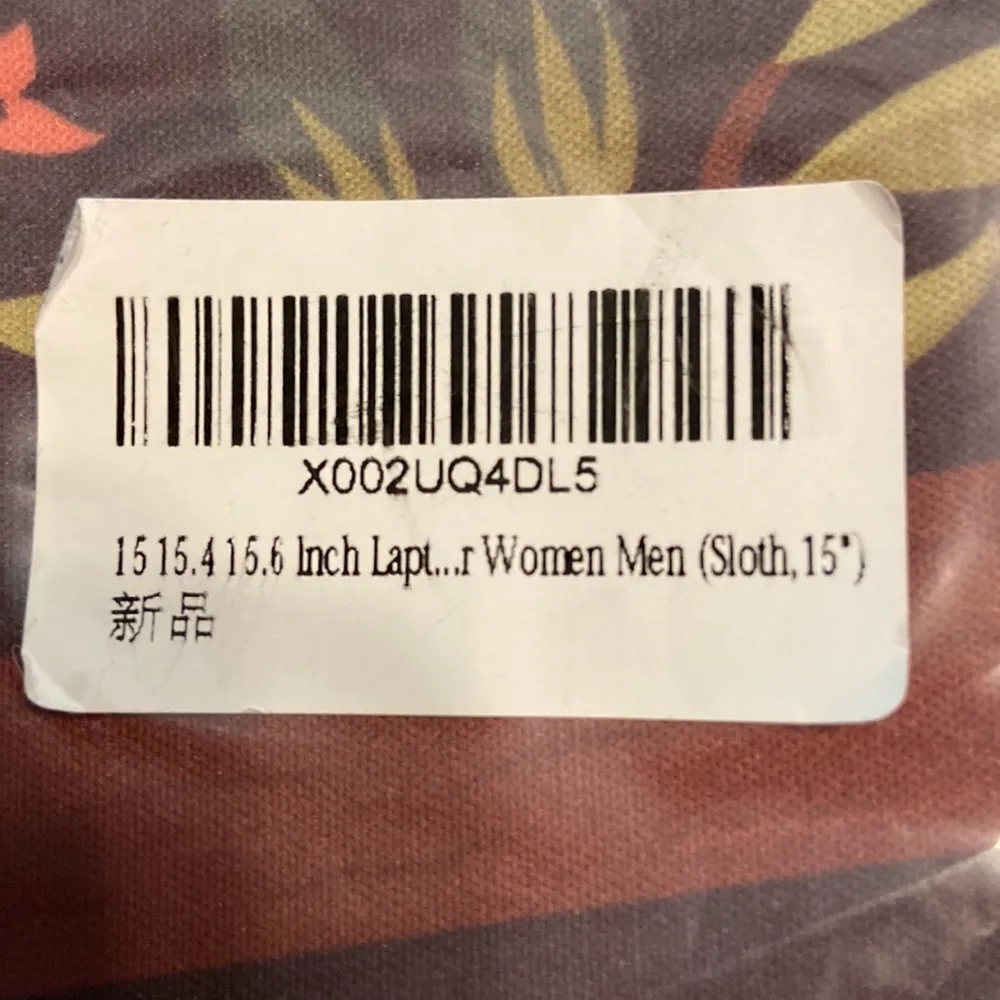 X002UQ4DL5
15 15.4 15.6 Inch Lapt...r Women Men (Sloth, 15")
新品